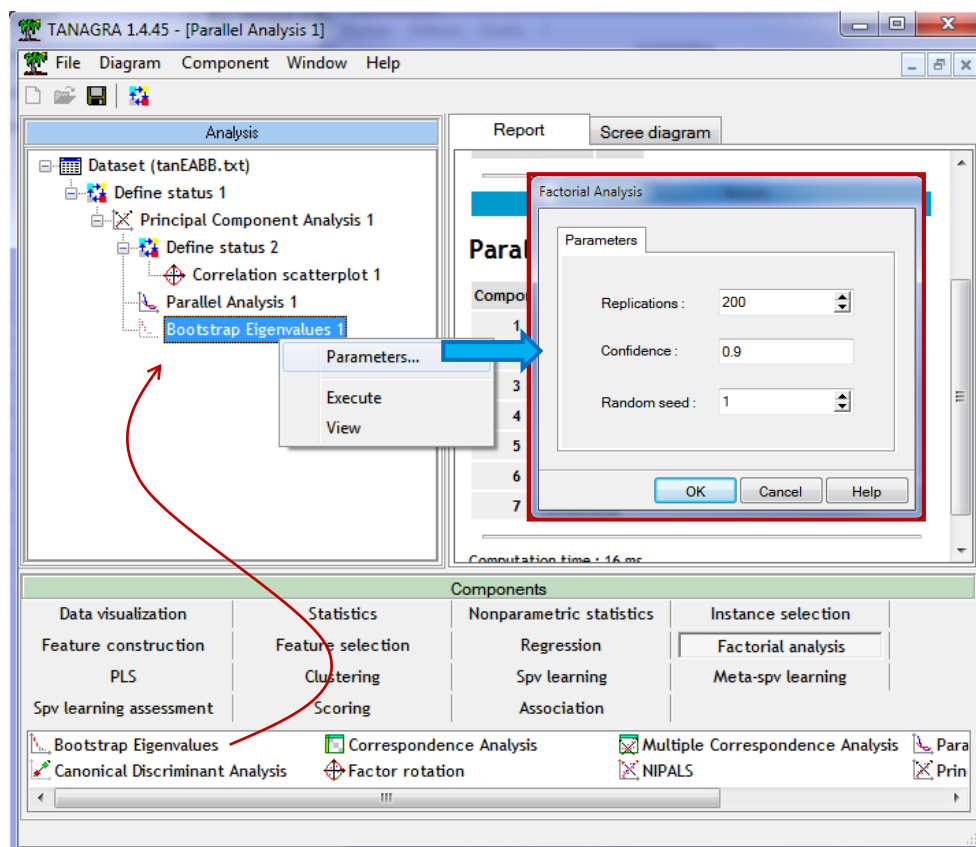 TANAGRA 1.4.45 - [Parallel Analysis 1]
File Diagram Component Window Help
Analysis
Dataset (tanEABB.txt)
Define status 1
Principal Component Analysis 1
Define status 2
Correlation scatterplot 1
Parallel Analysis 1
Bootstrap Eigenvalues 1
Parameters...
Execute
View
Report Scree diagram
Paral
Compo
1
3
4
5
6
7
Computation time : 16 ms
Factorial Analysis
Parameters
Replications : 200
Confidence : 0.9
Random seed : 1
OK Cancel Help
Components
Data visualization Statistics Nonparametric statistics Instance selection
Feature construction Feature selection Regression Factorial analysis
PLS Clustering Spv learning Meta-spv learning
Spv learning assessment Scoring Association
Bootstrap Eigenvalues Correspondence Analysis Multiple Correspondence Analysis Para
Canonical Discriminant Analysis Factor rotation NIPALS Prin